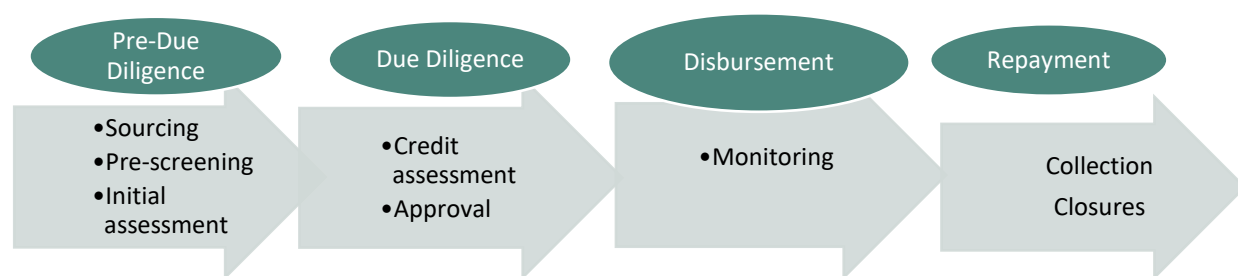 Pre-Due
Diligence
•Sourcing
•Pre-screening
•Initial
assessment
Due Diligence
•Credit
assessment
•Approval
Disbursement
•Monitoring
Repayment
Collection
Closures